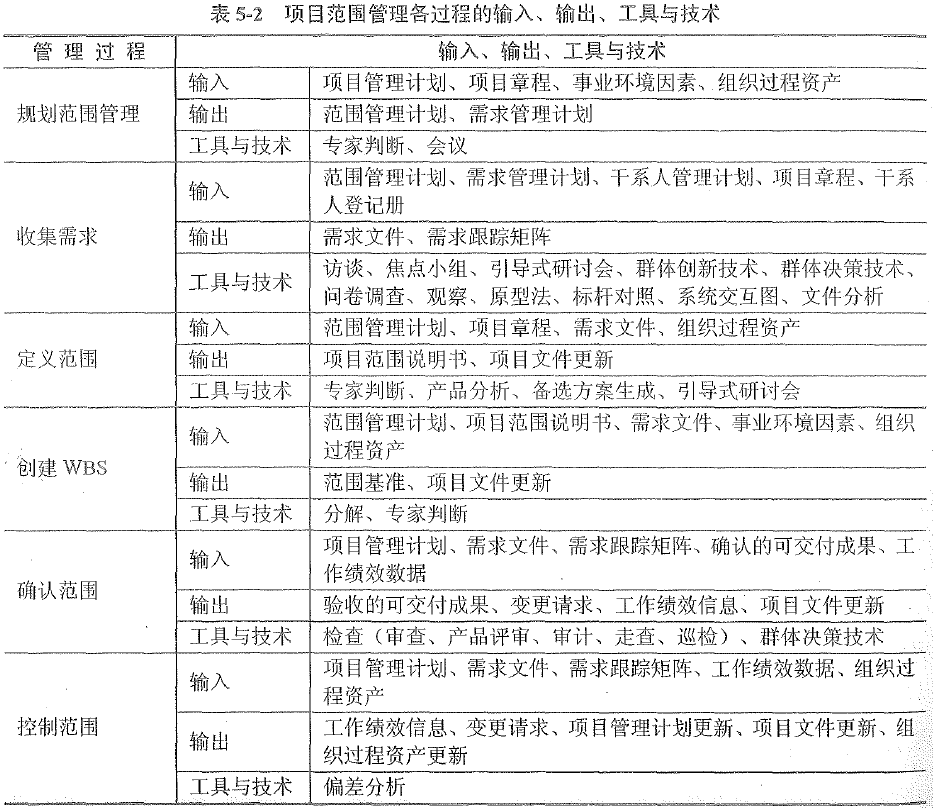 表 5-2 项目范围管理各过程的输入、输出、工具与技术
管 理 过 程 输入、输出、工具与技术
规划范围管理
输入 项目管理计划、项目章程、事业环境因素、组织过程资产
输出 范围管理计划、需求管理计划
工具与技术 专家判断、会议
收集需求
输入 范围管理计划、需求管理计划、干系人管理计划、项目章程、干系
人登记册
输出 需求文件、需求跟踪矩阵
工具与技术 访谈、焦点小组、引导式研讨会、群体创新技术、群体决策技术、
问卷调查、观察、原型法、标杆对照、系统交互图、文件分析
定义范围
输入 范围管理计划、项目章程、需求文件、组织过程资产
输出 项目范围说明书、项目文件更新
工具与技术 专家判断、产品分析、备选方案生成、引导式研讨会
创建 WBS
输入 范围管理计划、项目范围说明书、需求文件、事业环境因素、组织
过程资产
输出 范围基准、项目文件更新
工具与技术 分解、专家判断
确认范围
输入 项目管理计划、需求文件、需求跟踪矩阵、确认的可交付成果、工
作绩效数据
输出 验收的可交付成果、变更请求、工作绩效信息、项目文件更新
工具与技术 检查（审查、产品评审、审计、走查、巡检）、群体决策技术
控制范围
输入 项目管理计划、需求文件、需求跟踪矩阵、工作绩效数据、组织过
程资产
输出 工作绩效信息、变更请求、项目管理计划更新、项目文件更新、组
织过程资产更新
工具与技术 偏差分析